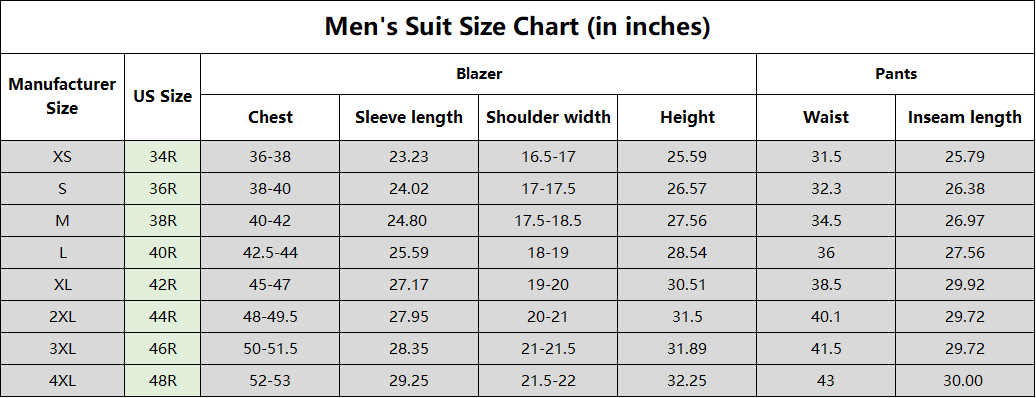 Men's Suit Size Chart (in inches)
Manufacturer Size US Size Blazer Pants
Chest Sleeve length Shoulder width Height Waist Inseam length
XS 34R 36-38 23.23 16.5-17 25.59 31.5 25.79
S 36R 38-40 24.02 17-17.5 26.57 32.3 26.38
M 38R 40-42 24.80 17.5-18.5 27.56 34.5 26.97
L 40R 42.5-44 25.59 18-19 28.54 36 27.56
XL 42R 45-47 27.17 19-20 30.51 38.5 29.92
2XL 44R 48-49.5 27.95 20-21 31.5 40.1 29.72
3XL 46R 50-51.5 28.35 21-21.5 31.89 41.5 29.72
4XL 48R 52-53 29.25 21.5-22 32.25 43 30.00